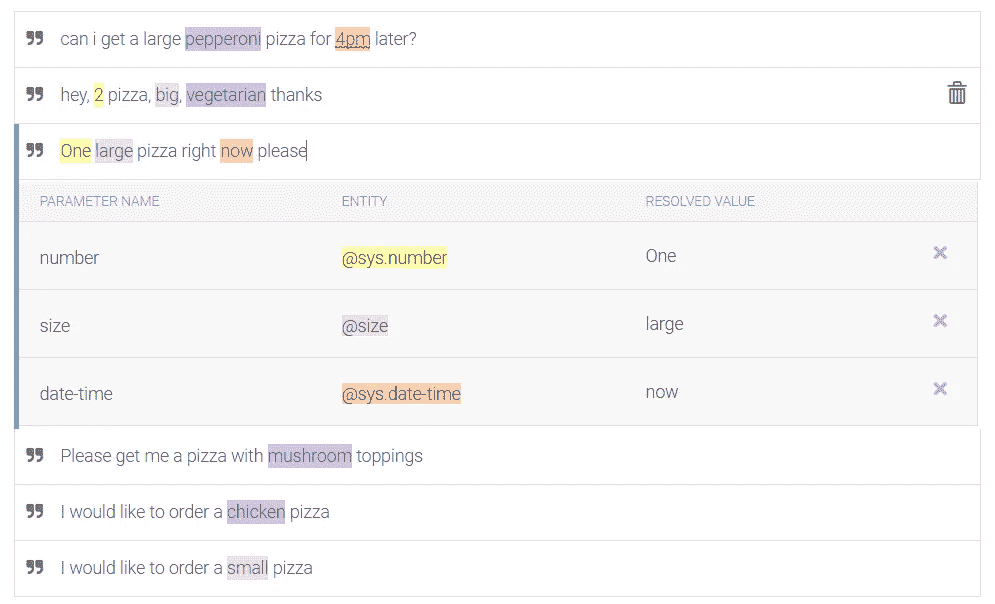 can i get a large pepperoni pizza for 4pm later?
hey, 2 pizza, big, vegetarian thanks
One large pizza right now please
PARAMETER NAME ENTITY RESOLVED VALUE
number @sys.number One
size @size large
date-time @sys.date-time now
Please get me a pizza with mushroom toppings
I would like to order a chicken pizza
I would like to order a small pizza